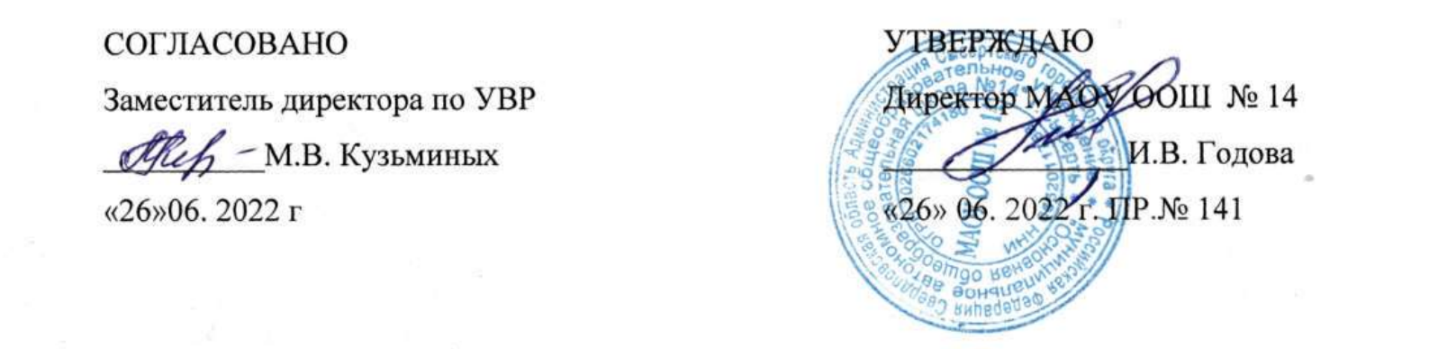 СОГЛАСОВАНО
Заместитель директора по УВР
М.В. Кузьминых
«26»06. 2022 г
УТВЕРЖДАЮ
Директор МАОУ ООШ № 14
И.В. Годова
«26» 06. 2022 г. ПР.№ 141